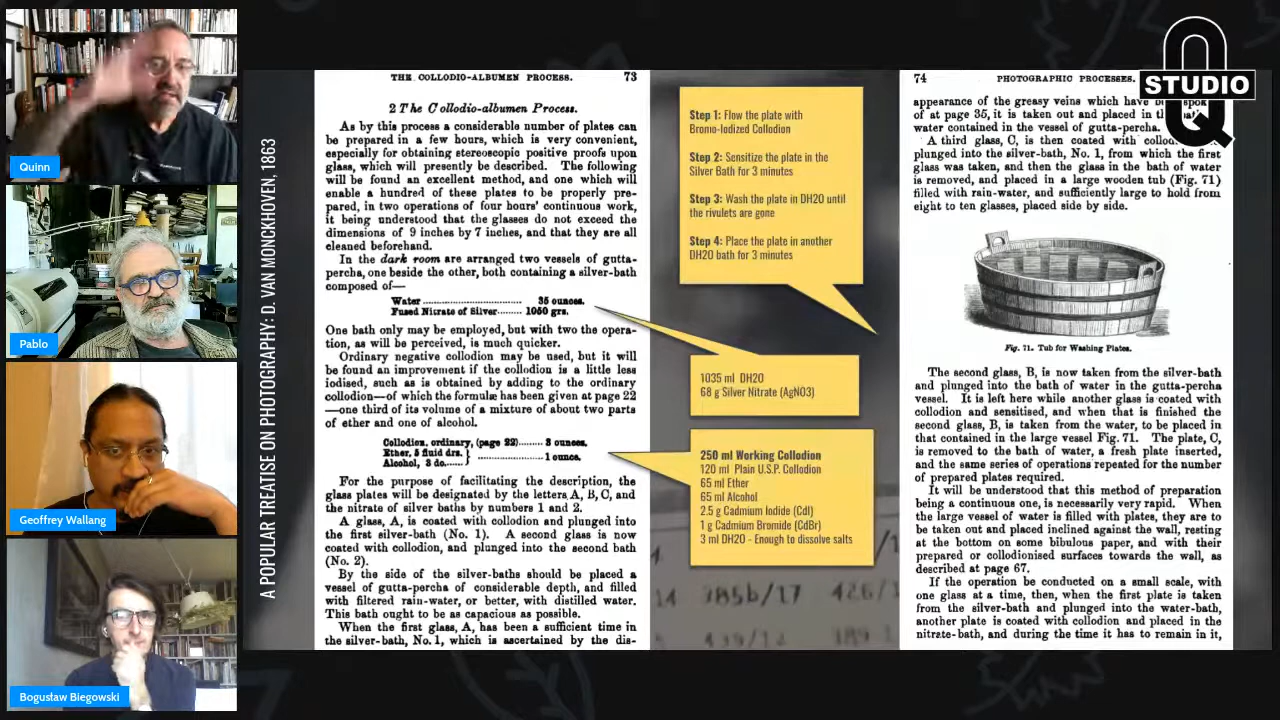 Quinn
Pablo
Geoffrey Wallang
Bogusław Biegowski
A POPULAR TREATISE ON PHOTOGRAPHY: D. VAN MONCKHOVEN, 1863
THE COLLODIO-ALBUMEN PROCESS. 73
2 The Collodio-albumen Process.
As by this process a considerable number of plates can
be prepared in a few hours, which is very convenient,
especially for obtaining stereoscopic positive proofs upon
glass, which will presently be described. The following
will be found an excellent method, and one which will
enable a hundred of these plates to be properly pre-
pared, in two operations of four hours' continuous work,
it being understood that the glasses do not exceed the
dimensions of 9 inches by 7 inches, and that they are all
cleaned beforehand.
In the dark room are arranged two vessels of gutta-
percha, one beside the other, both containing a silver-bath
composed of—
Water .......................... 35 ounces.
Fused Nitrate of Silver......... 1050 grs.
One bath only may be employed, but with two the opera-
tion, as will be perceived, is much quicker.
Ordinary negative collodion may be used, but it will
be found an improvement if the collodion is a little less
iodised, such as is obtained by adding to the ordinary
collodion—of which the formulæ has been given at page 22
—one third of its volume of a mixture of about two parts
of ether and one of alcohol.
Collodion, ordinary, (page 22)......... 3 ounces.
Ether, 5 fluid drs.
Alcohol, 3 do...... } .................. 1 ounce.
For the purpose of facilitating the description, the
glass plates will be designated by the letters A, B, C, and
the nitrate of silver baths by numbers 1 and 2.
A glass, A, is coated with collodion and plunged into
the first silver-bath (No. 1). A second glass is now
coated with collodion, and plunged into the second bath
(No. 2).
By the side of the silver-baths should be placed a
vessel of gutta-percha of considerable depth, and filled
with filtered rain-water, or better, with distilled water.
This bath ought to be as capacious as possible.
When the first glass, A, has been a sufficient time in
the silver-bath, No. 1, which is ascertained by the dis-
Step 1: Flow the plate with
Bromo-Iodized Collodion
Step 2: Sensitize the plate in the
Silver Bath for 3 minutes
Step 3: Wash the plate in DH2O until
the rivulets are gone
Step 4: Place the plate in another
DH2O bath for 3 minutes
1035 ml DH20
68 g Silver Nitrate (AgNO3)
250 ml Working Collodion
120 ml Plain U.S.P. Collodion
65 ml Ether
65 ml Alcohol
2.5 g Cadmium Iodide (CdI)
1 g Cadmium Bromide (CdBr)
3 ml DH20 - Enough to dissolve salts
385b/17
74 PHOTOGRAPHIC PROCESSES.
appearance of the greasy veins which have
of at page 35, it is taken out and placed in the
water contained in the vessel of gutta-percha.
A third glass, C, is then coated with
plunged into the silver-bath, No. 1, from which the first
glass was taken, and then the glass in the bath of water
is removed, and placed in a large wooden tub (Fig. 71)
filled with rain-water, and sufficiently large to hold from
eight to ten glasses, placed side by side.
Fig. 71. Tub for Washing Plates.
The second glass, B, is now taken from the silver-bath
and plunged into the bath of water in the gutta-percha
vessel. It is left here while another glass is coated with
collodion and sensitised, and when that is finished the
second glass, B, is taken from the water, to be placed in
that contained in the large vessel Fig. 71. The plate, C,
is removed to the bath of water, a fresh plate inserted,
and the same series of operations repeated for the number
of prepared plates required.
It will be understood that this method of preparation
being a continuous one, is necessarily very rapid. When
the large vessel of water is filled with plates, they are to
be taken out and placed inclined against the wall, resting
at the bottom on some bibulous paper, and with their
prepared or collodionised surfaces towards the wall, as
described at page 67.
If the operation be conducted on a small scale, with
one glass at a time, then, when the first plate is taken
from the silver-bath and plunged into the water-bath,
another plate is coated with collodion and placed in the
nitrate-bath, and during the time it has to remain in it,
STUDIO
Q